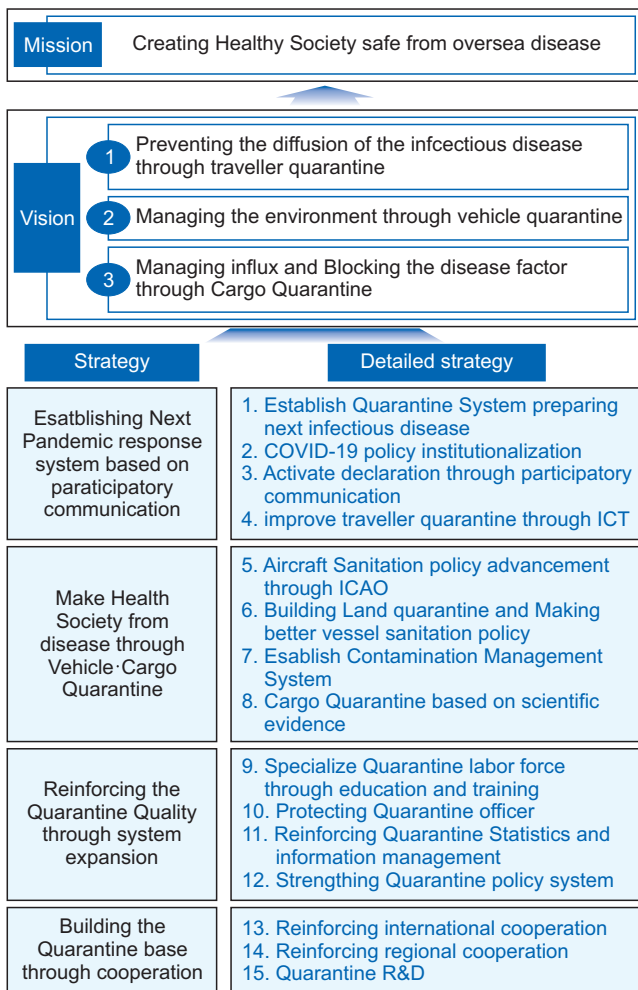 Mission
Creating Healthy Society safe from oversea disease
Vision
1
Preventing the diffusion of the infcectious disease
through traveller quarantine
2
Managing the environment through vehicle quarantine
3
Managing influx and Blocking the disease factor
through Cargo Quarantine
Strategy
Detailed strategy
Esatblishing Next
Pandemic response
system based on
paraticipatory
communication
1. Establish Quarantine System preparing
next infectious disease
2. COVID-19 policy institutionalization
3. Activate declaration through participatory
communication
4. improve traveller quarantine through ICT
Make Health
Society from
disease through
Vehicle·Cargo
Quarantine
5. Aircraft Sanitation policy advancement
through ICAO
6. Building Land quarantine and Making
better vessel sanitation policy
7. Esablish Contamination Management
System
8. Cargo Quarantine based on scientific
evidence
Reinforcing the
Quarantine Quality
through system
expansion
9. Specialize Quarantine labor force
through education and training
10. Protecting Quarantine officer
11. Reinforcing Quarantine Statistics and
information management
12. Strengthing Quarantine policy system
Building the
Quarantine base
through cooperation
13. Reinforcing international cooperation
14. Reinforcing regional cooperation
15. Quarantine R&D